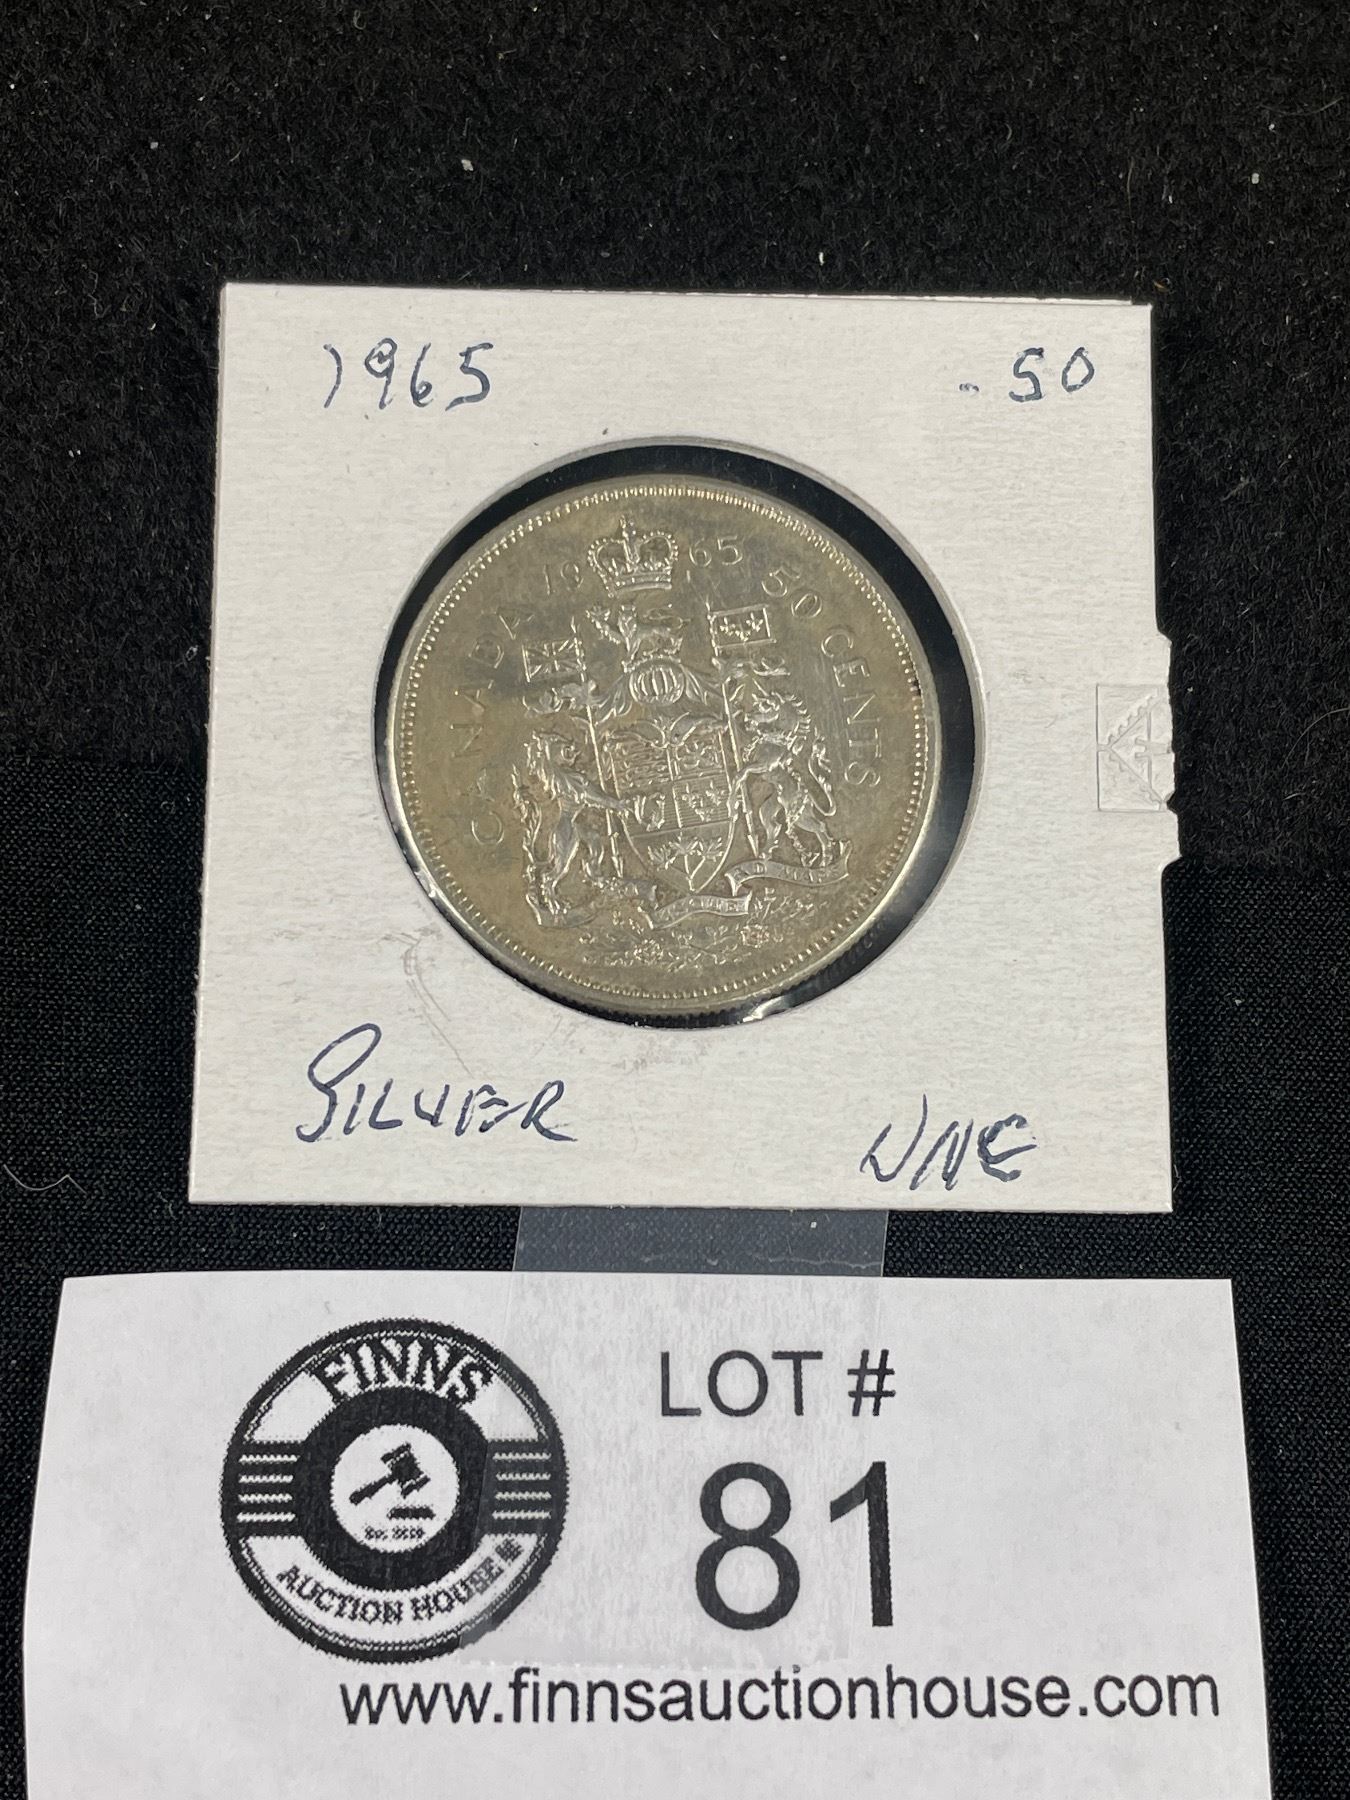 1965 .50
CANADA 1965 50 CENTS
SILVER UNC
FINNS
AUCTION HOUSE
LOT #
81
www.finnsauctionhouse.com